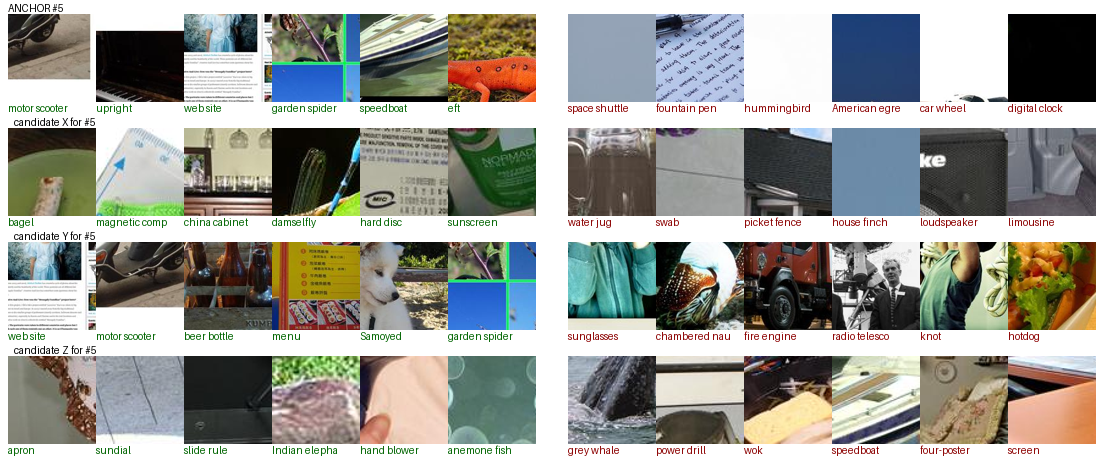 ANCHOR #5
motor scooter upright web site garden spider speedboat eft space shuttle fountain pen hummingbird American egre car wheel digital clock
candidate X for #5
NORMAD
ke
bagel magnetic comp china cabinet damselfly hard disc sunscreen water jug swab picket fence house finch loudspeaker limousine
candidate Y for #5
web site motor scooter beer bottle menu Samoyed garden spider sunglasses chambered nau fire engine radio telesco knot hotdog
candidate Z for #5
apron sundial slide rule Indian elepha hand blower anemone fish grey whale power drill wok speedboat four-poster screen